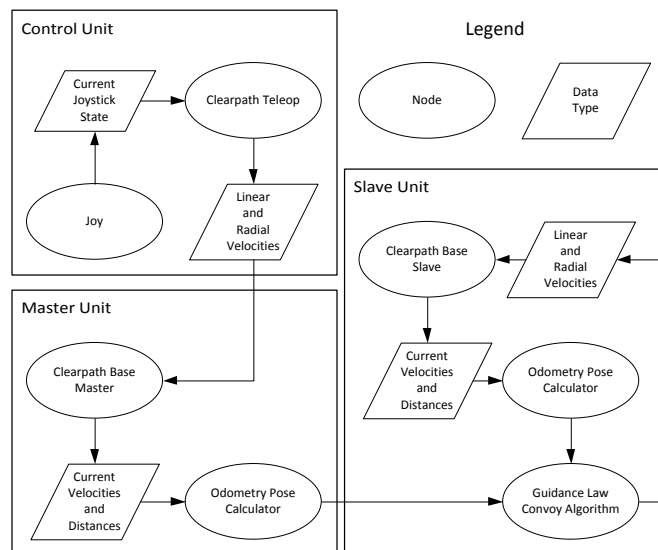 Control Unit
Current
Joystick
State
Clearpath Teleop
Joy
Linear
and
Radial
Velocities
Legend
Node
Data
Type
Master Unit
Clearpath Base
Master
Current
Velocities
and
Distances
Odometry Pose
Calculator
Slave Unit
Clearpath Base
Slave
Linear
and
Radial
Velocities
Current
Velocities
and
Distances
Odometry Pose
Calculator
Guidance Law
Convoy Algorithm